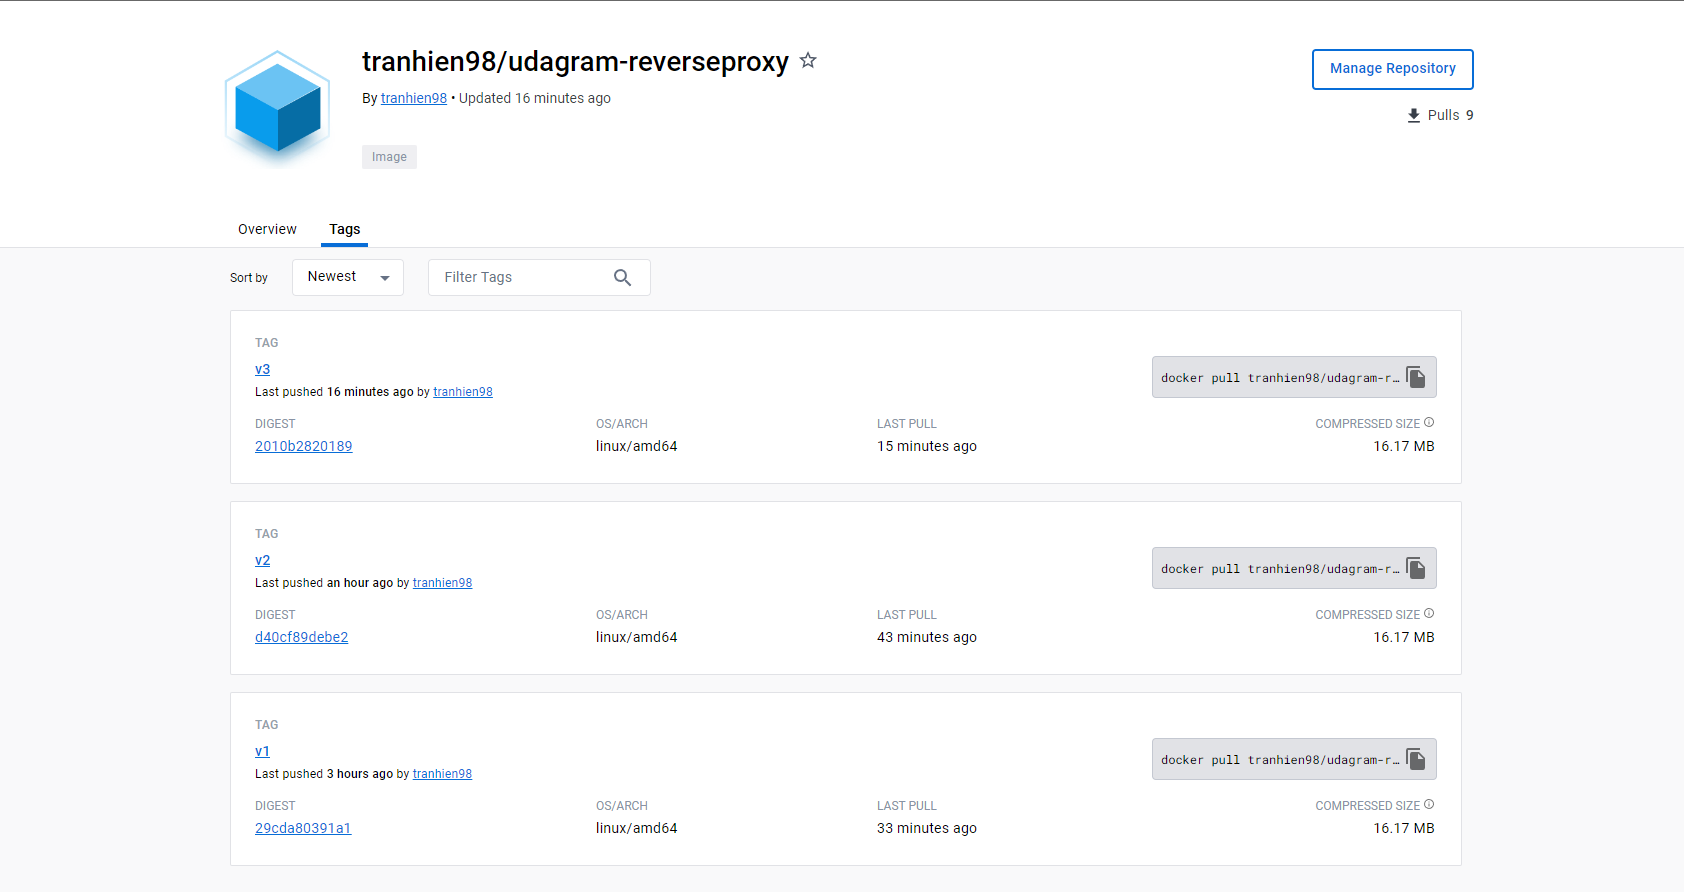 tranhien98/udagram-reverseproxy
By tranhien98 • Updated 16 minutes ago
Manage Repository
Pulls 9
Image
Overview
Tags
Sort by
Newest
Filter Tags
TAG
v3
Last pushed 16 minutes ago by tranhien98
docker pull tranhien98/udagram-r…
DIGEST OS/ARCH LAST PULL COMPRESSED SIZE
2010b2820189 linux/amd64 15 minutes ago 16.17 MB
TAG
v2
Last pushed an hour ago by tranhien98
docker pull tranhien98/udagram-r…
DIGEST OS/ARCH LAST PULL COMPRESSED SIZE
d40cf89debe2 linux/amd64 43 minutes ago 16.17 MB
TAG
v1
Last pushed 3 hours ago by tranhien98
docker pull tranhien98/udagram-r…
DIGEST OS/ARCH LAST PULL COMPRESSED SIZE
29cda80391a1 linux/amd64 33 minutes ago 16.17 MB